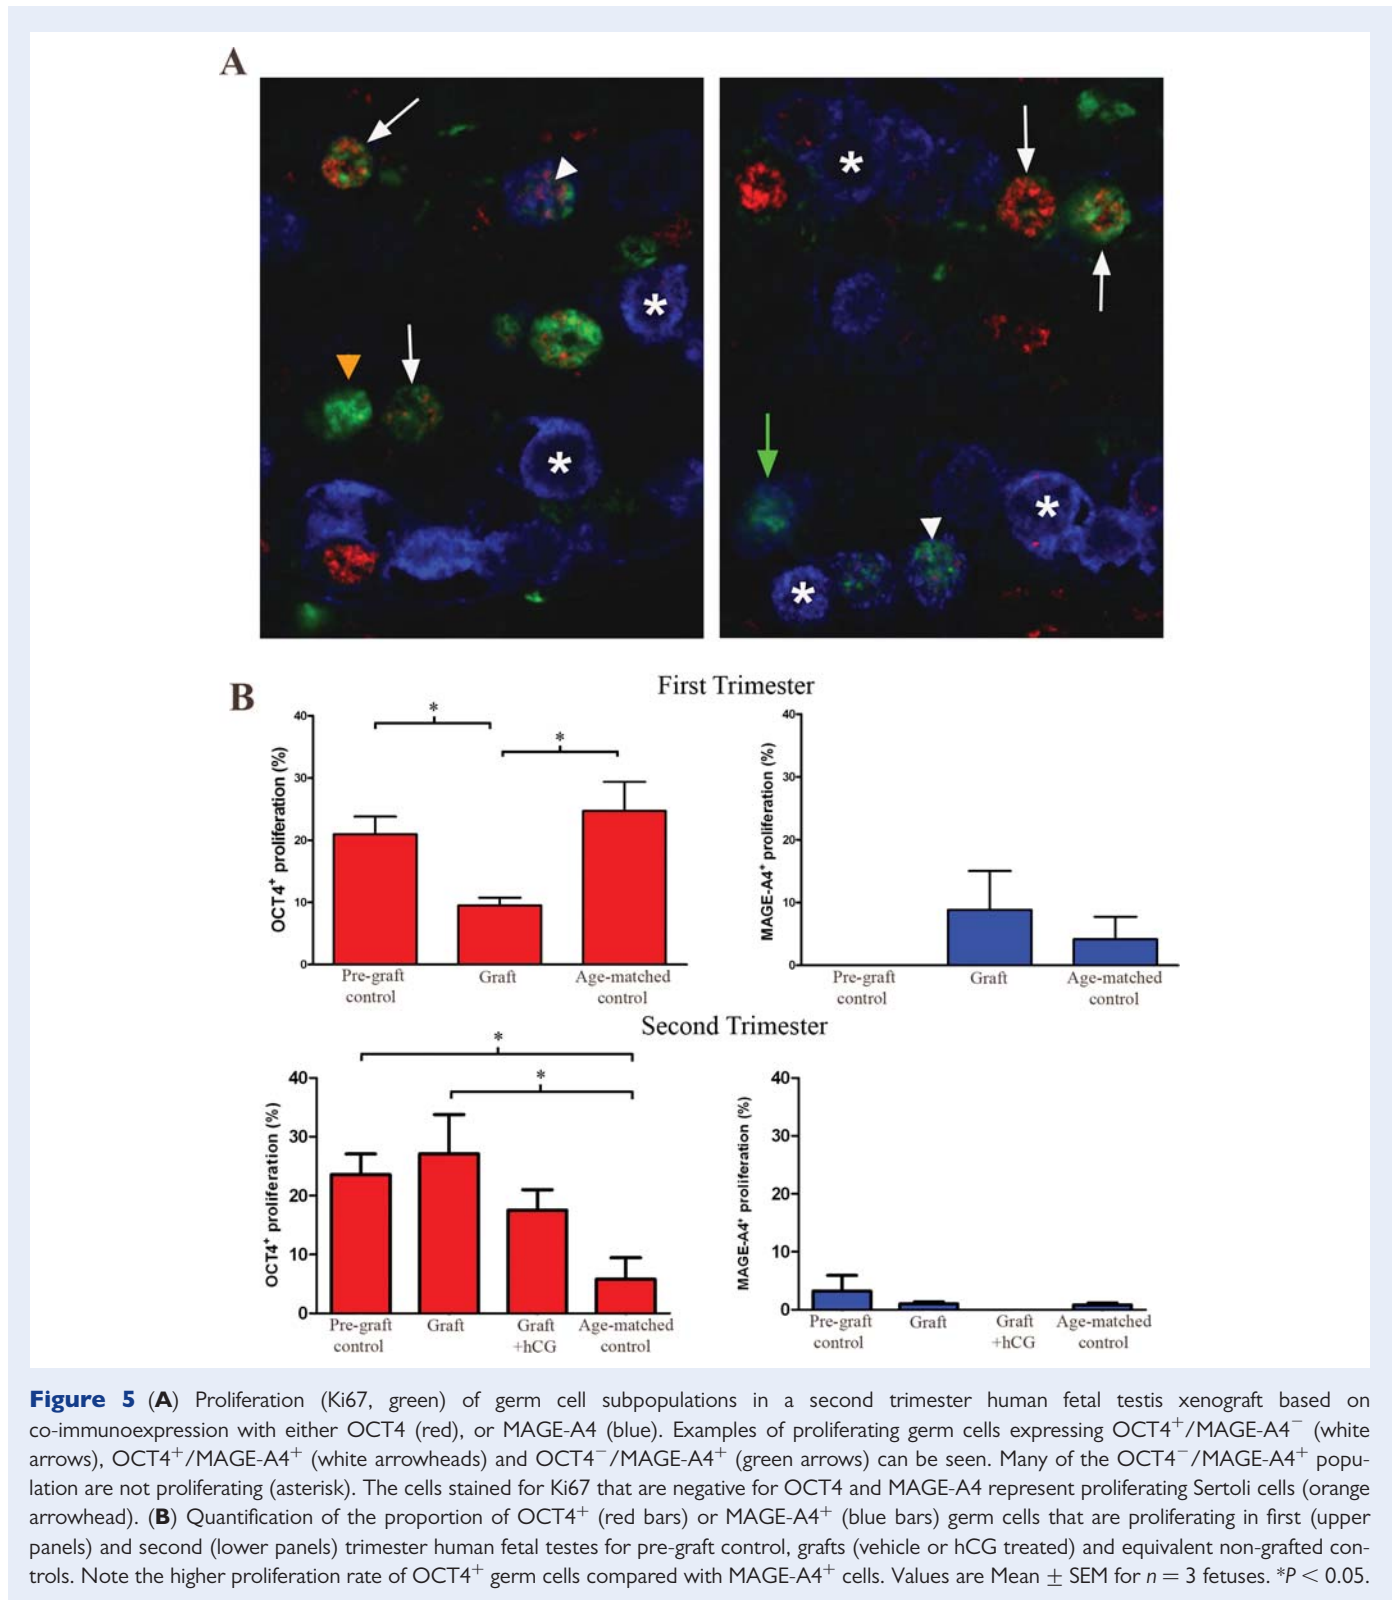 A
*
*
*
*
*
*
B
First Trimester
OCT4+ proliferation (%)
40
30
20
10
0
*
*
Pre-graft control
Graft
Age-matched control
MAGE-A4+ proliferation (%)
40
30
20
10
0
Pre-graft control
Graft
Age-matched control
Second Trimester
OCT4+ proliferation (%)
40
30
20
10
0
*
*
Pre-graft control
Graft
Graft +hCG
Age-matched control
MAGE-A4+ proliferation (%)
40
30
20
10
0
Pre-graft control
Graft
Graft +hCG
Age-matched control
Figure 5 (A) Proliferation (Ki67, green) of germ cell subpopulations in a second trimester human fetal testis xenograft based on
co-immunoexpression with either OCT4 (red), or MAGE-A4 (blue). Examples of proliferating germ cells expressing OCT4+/MAGE-A4− (white
arrows), OCT4+/MAGE-A4+ (white arrowheads) and OCT4−/MAGE-A4+ (green arrows) can be seen. Many of the OCT4−/MAGE-A4+ popu-
lation are not proliferating (asterisk). The cells stained for Ki67 that are negative for OCT4 and MAGE-A4 represent proliferating Sertoli cells (orange
arrowhead). (B) Quantification of the proportion of OCT4+ (red bars) or MAGE-A4+ (blue bars) germ cells that are proliferating in first (upper
panels) and second (lower panels) trimester human fetal testes for pre-graft control, grafts (vehicle or hCG treated) and equivalent non-grafted con-
trols. Note the higher proliferation rate of OCT4+ germ cells compared with MAGE-A4+ cells. Values are Mean ± SEM for n = 3 fetuses. *P < 0.05.